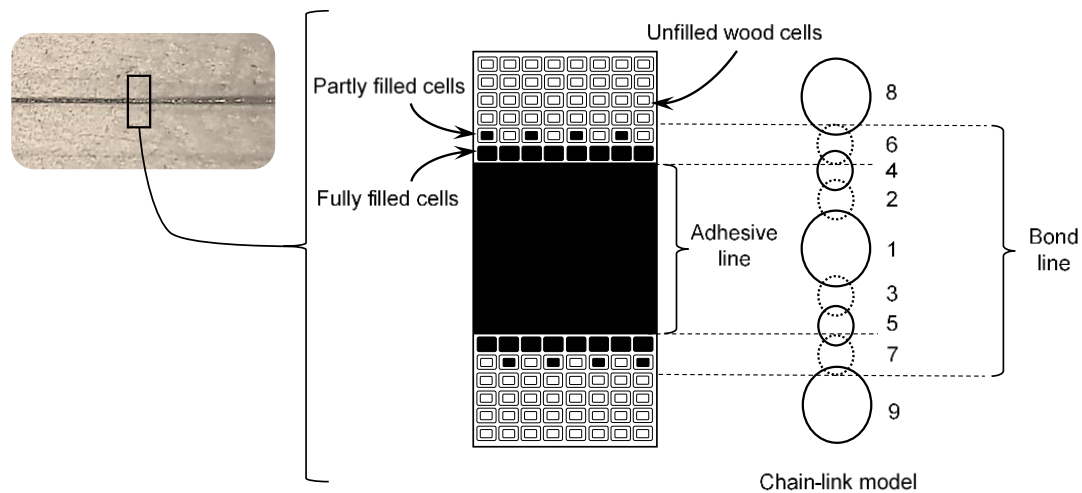 Unfilled wood cells
Partly filled cells
Fully filled cells
Adhesive
line
8
6
4
2
1
3
5
7
9
Bond
line
Chain-link model